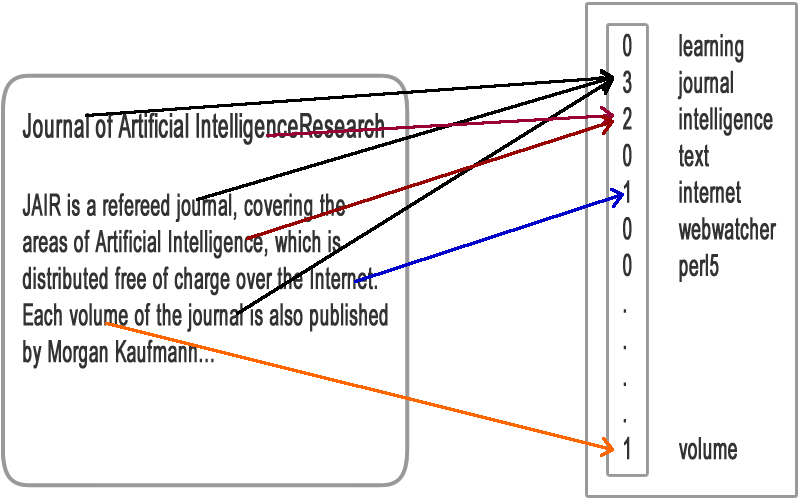 Journal of Artificial IntelligenceResearch
JAIR is a refereed journal, covering the
areas of Artificial Intelligence, which is
distributed free of charge over the Internet.
Each volume of the journal is also published
by Morgan Kaufmann...
0 learning
3 journal
2 intelligence
0 text
1 internet
0 webwatcher
0 perl5
.
.
.
.
1 volume